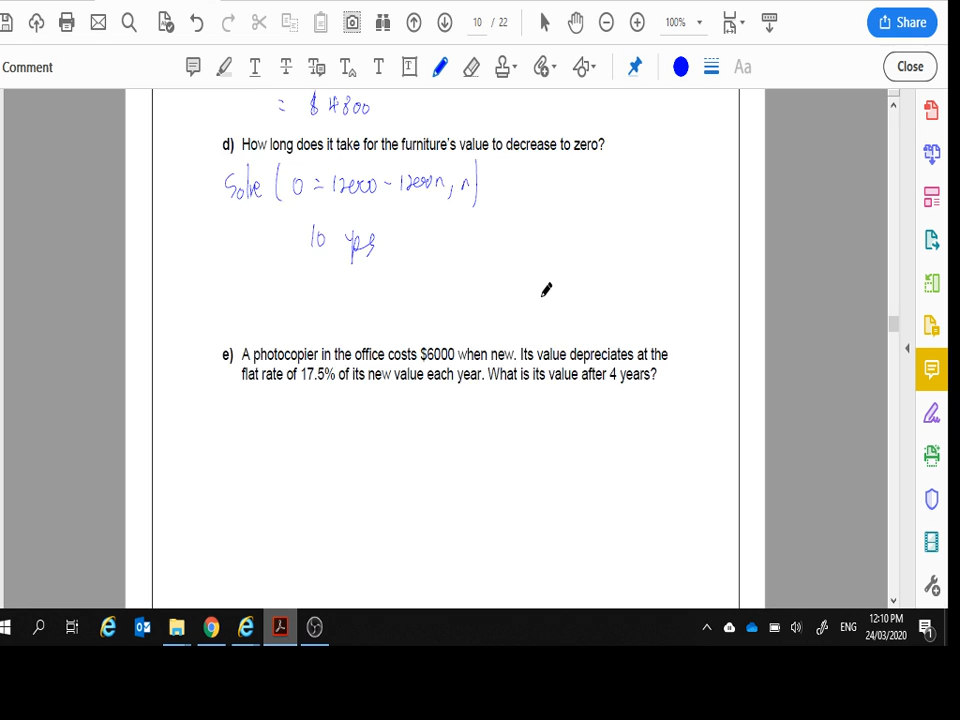 10 / 22
100%
Share
Comment
Aa
Close
= $ 4800
d) How long does it take for the furniture's value to decrease to zero?
Solve ( 0 = 12000 - 1200n, n)
10 yrs
e) A photocopier in the office costs $6000 when new. Its value depreciates at the
flat rate of 17.5% of its new value each year. What is its value after 4 years?
12:10 PM
ENG
24/03/2020
1